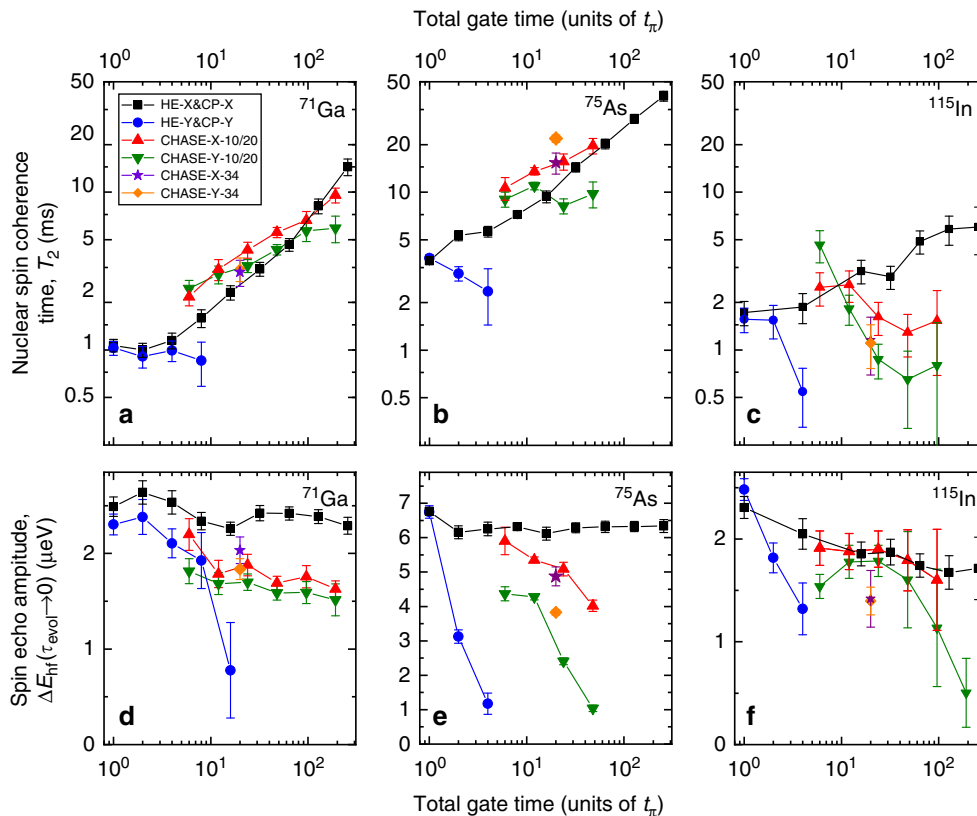 Total gate time (units of tπ)
10⁰ 10¹ 10² 10⁰ 10¹ 10² 10⁰ 10¹ 10²
Nuclear spin coherence
time, T₂ (ms)
50
20
10
5
2
1
0.5
HE-X&CP-X
HE-Y&CP-Y
CHASE-X-10/20
CHASE-Y-10/20
CHASE-X-34
CHASE-Y-34
⁷¹Ga
a
50
20
10
5
2
1
0.5
⁷⁵As
b
50
20
10
5
2
1
0.5
¹¹⁵In
c
Spin echo amplitude,
ΔEhf(τevol→0) (μeV)
2
1
0
⁷¹Ga
d
7
6
5
4
3
2
1
0
⁷⁵As
e
2
1
0
¹¹⁵In
f
10⁰ 10¹ 10² 10⁰ 10¹ 10² 10⁰ 10¹ 10²
Total gate time (units of tπ)